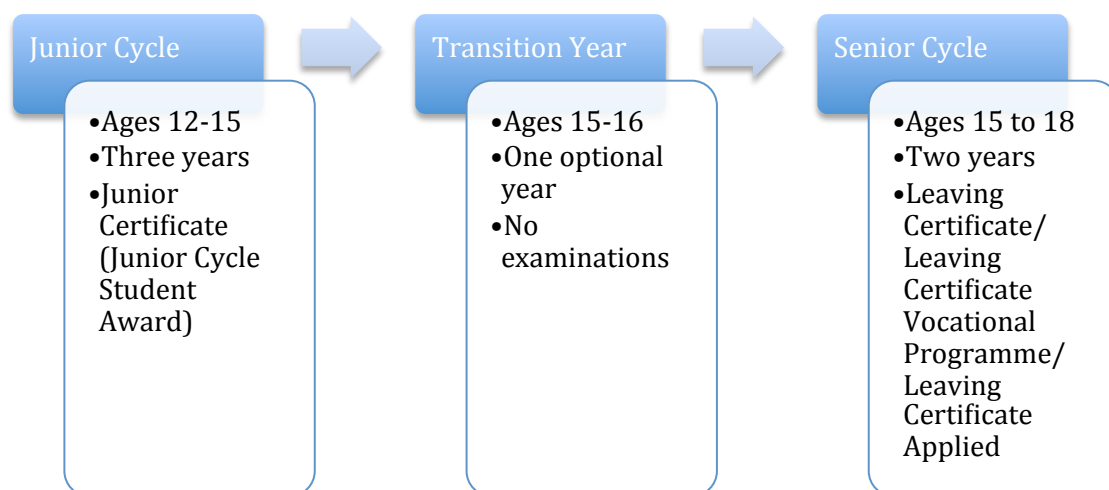 Junior Cycle
•Ages 12-15
•Three years
•Junior
Certificate
(Junior Cycle
Student
Award)
Transition Year
•Ages 15-16
•One optional
year
•No
examinations
Senior Cycle
•Ages 15 to 18
•Two years
•Leaving
Certificate/
Leaving
Certificate
Vocational
Programme/
Leaving
Certificate
Applied